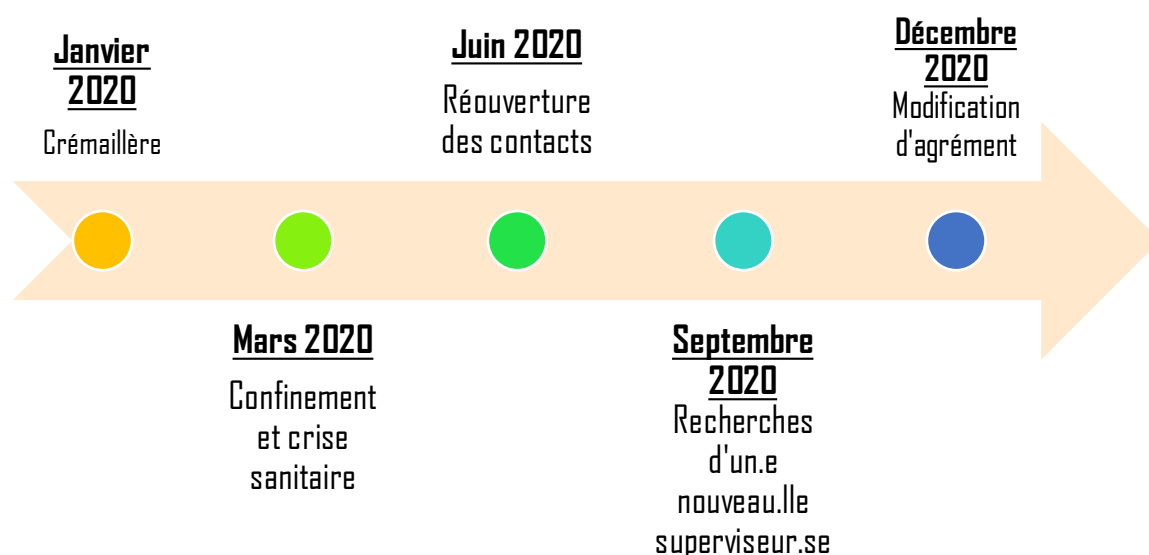 Janvier
2020
Crémaillère
Mars 2020
Confinement
et crise
sanitaire
Juin 2020
Réouverture
des contacts
Septembre
2020
Recherches
d'un.e
nouveau.lle
superviseur.se
Décembre
2020
Modification
d'agrément